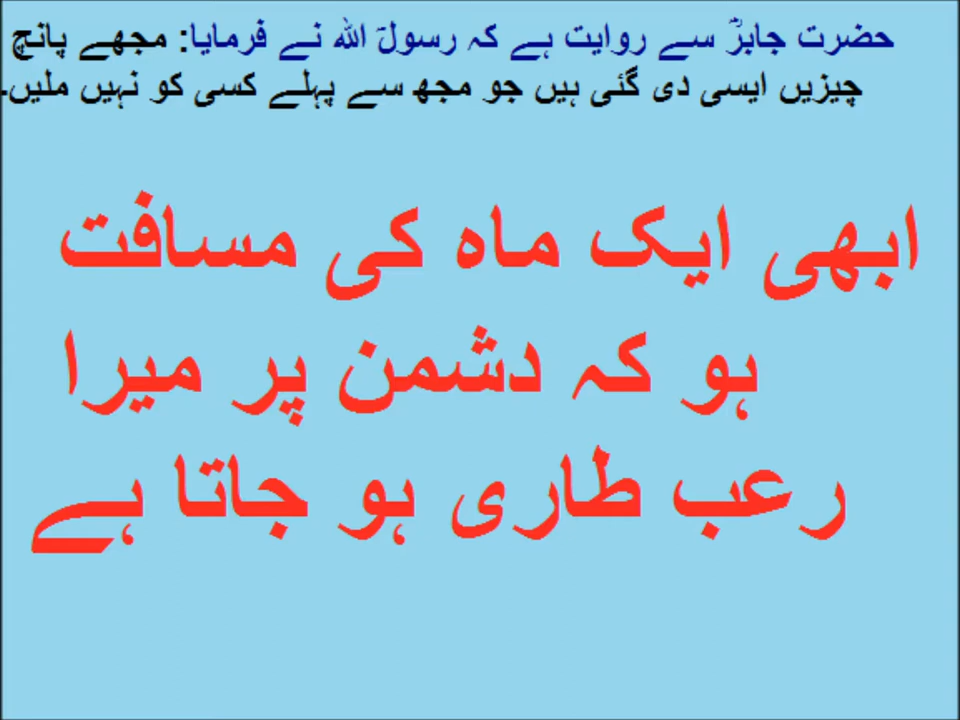 حضرت جابرؓ سے روایت ہے کہ رسولؐ اللہ نے فرمایا: مجھے پانچ
چیزیں ایسی دی گئی ہیں جو مجھ سے پہلے کسی کو نہیں ملیں۔
ابھی ایک ماہ کی مسافت
ہو کہ دشمن پر میرا
رعب طاری ہو جاتا ہے